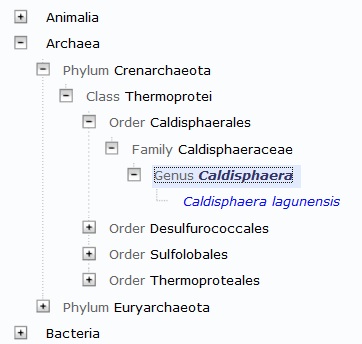 Animalia
Archaea
Phylum Crenarchaeota
Class Thermoprotei
Order Caldisphaerales
Family Caldisphaeraceae
Genus Caldisphaera
Caldisphaera lagunensis
Order Desulfurococcales
Order Sulfolobales
Order Thermoproteales
Phylum Euryarchaeota
Bacteria